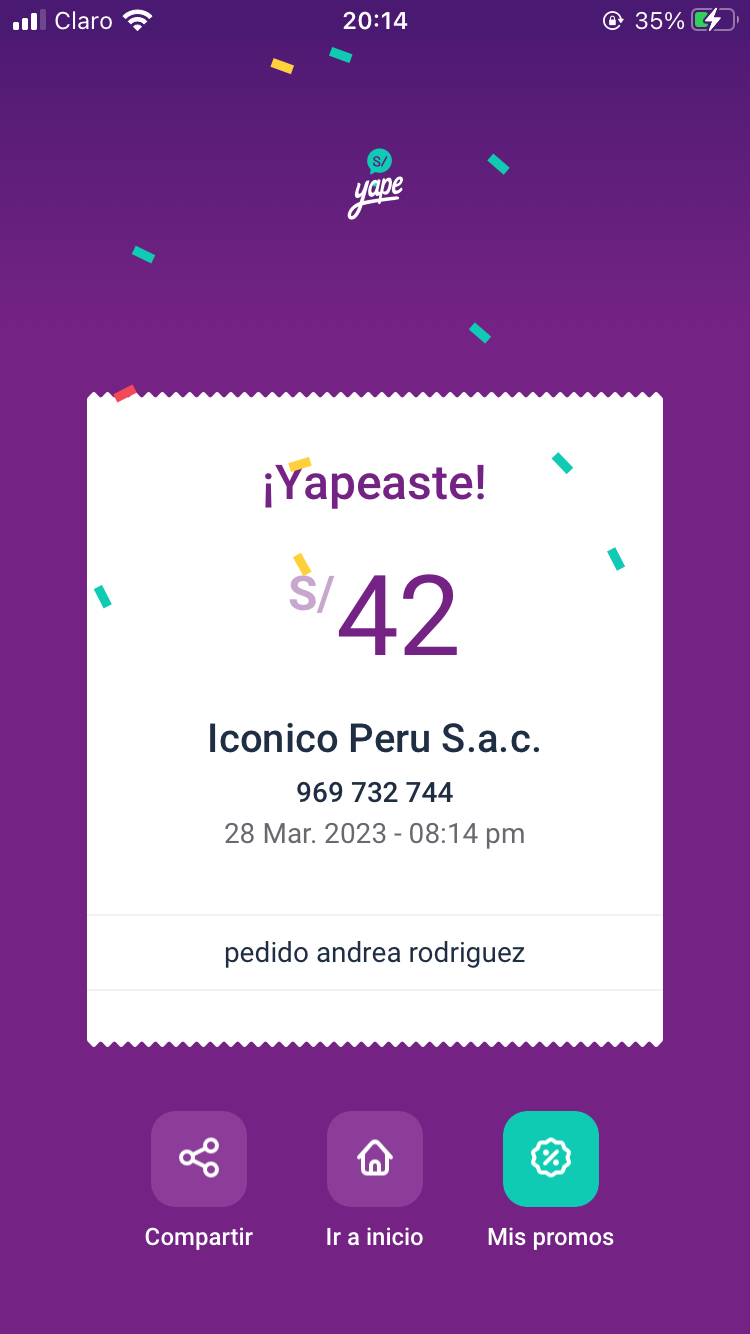 Claro 20:14 35%
S/
yape
¡Yapeaste!
S/ 42
Iconico Peru S.a.c.
969 732 744
28 Mar. 2023 - 08:14 pm
pedido andrea rodriguez
Compartir Ir a inicio Mis promos